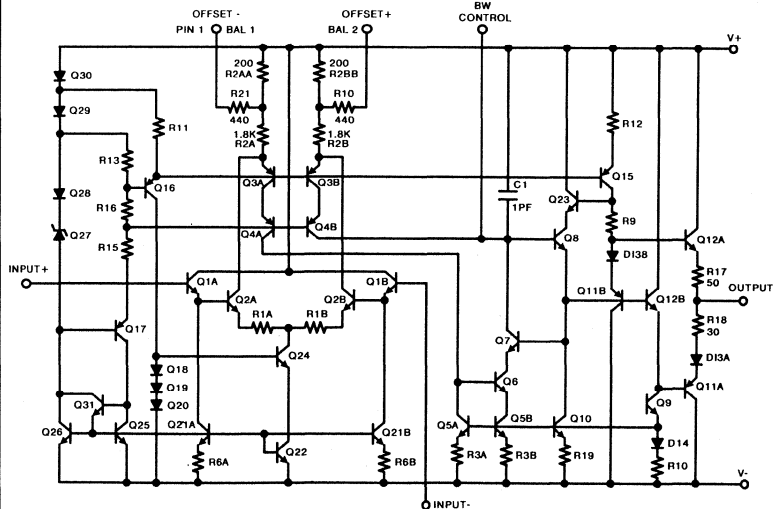 OFFSET - OFFSET+ BW
PIN 1 BAL 1 BAL 2 CONTROL
V+
Q30 200 200
R2AA R2BB
Q29 R11 R21 R10 R12
440 440
1.8K 1.8K
R13 R2A R2B
Q16 Q3A Q3B Q15
Q28 C1
R16 1PF Q23
Q27 Q4A Q4B R9
R15 Q8 Q12A
DI38 R17
INPUT+ Q1A Q1B 50
Q2A Q2B Q11B Q12B OUTPUT
R1A R1B R18
Q17 30
Q24 Q7
Q18 DI3A
Q19 Q6
Q31 Q20 Q9 Q11A
Q26 Q25 Q21A Q21B Q5A Q5B Q10
Q22 D14
R6A R6B R3A R3B R19 R10
V-
INPUT-